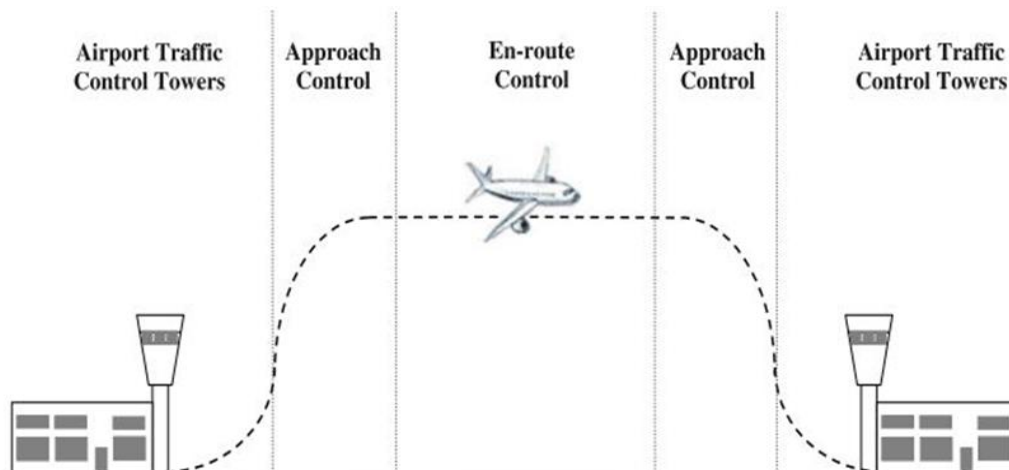 Airport Traffic
Control Towers
Approach
Control
En-route
Control
Approach
Control
Airport Traffic
Control Towers